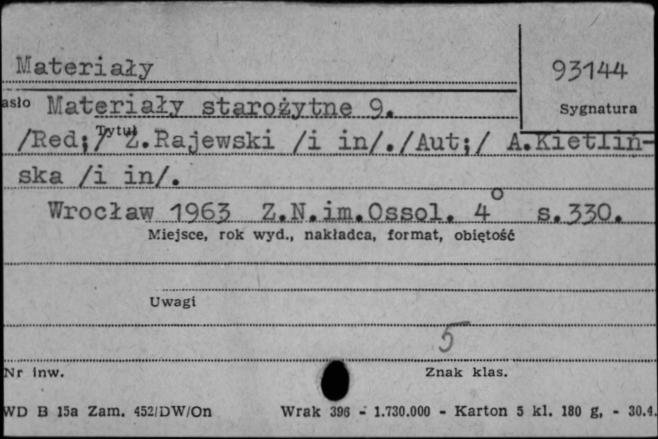 Materiały
93144
asło Materiały starożytne 9.
Sygnatura
Tytuł
/Red;/ Z.Rajewski /i in/./Aut;/ A.Kietliń-
ska /i in/.
Wrocław 1963 Z.N.im.Ossol. 4° s.330.
Miejsce, rok wyd., nakładca, format, obiętość
Uwagi
5
Nr inw.
Znak klas.
WD B 15a Zam. 452/DW/On Wrak 396 - 1.730.000 - Karton 5 kl. 180 g, - 30.4.